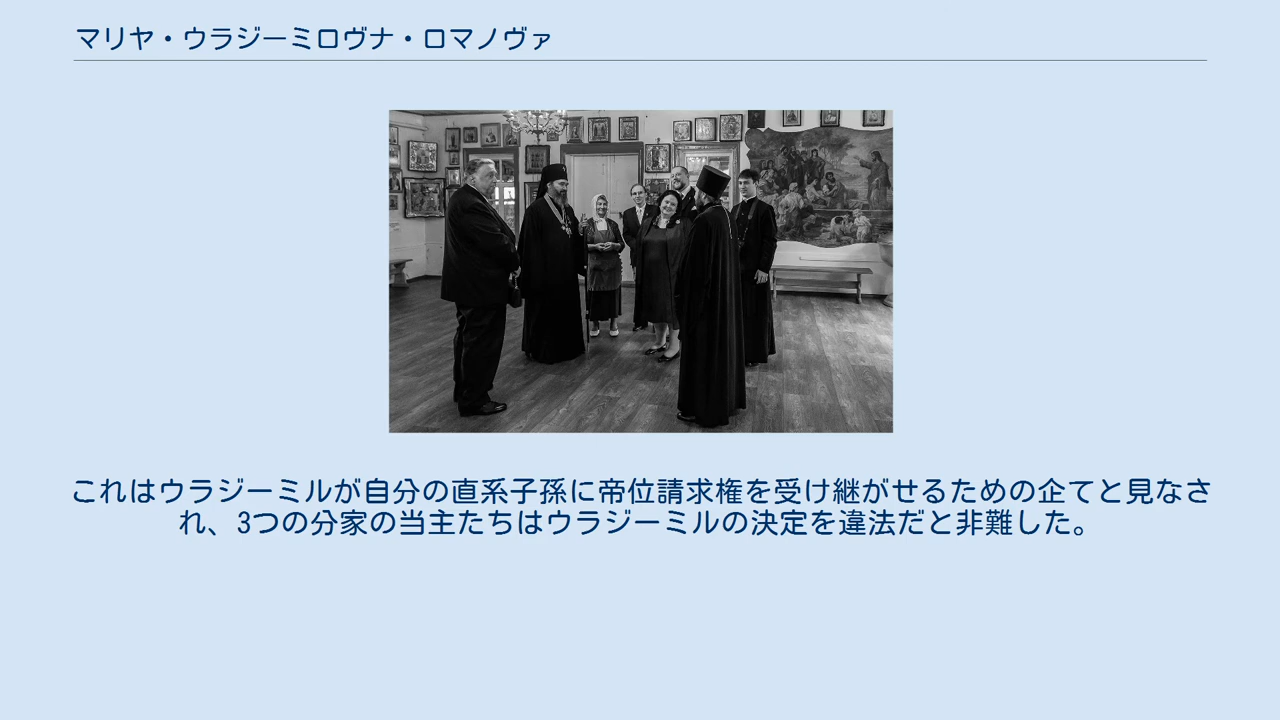 マリヤ・ウラジーミロヴナ・ロマノヴァ
これはウラジーミルが自分の直系子孫に帝位請求権を受け継がせるための企てと見なさ
れ、3つの分家の当主たちはウラジーミルの決定を違法だと非難した。